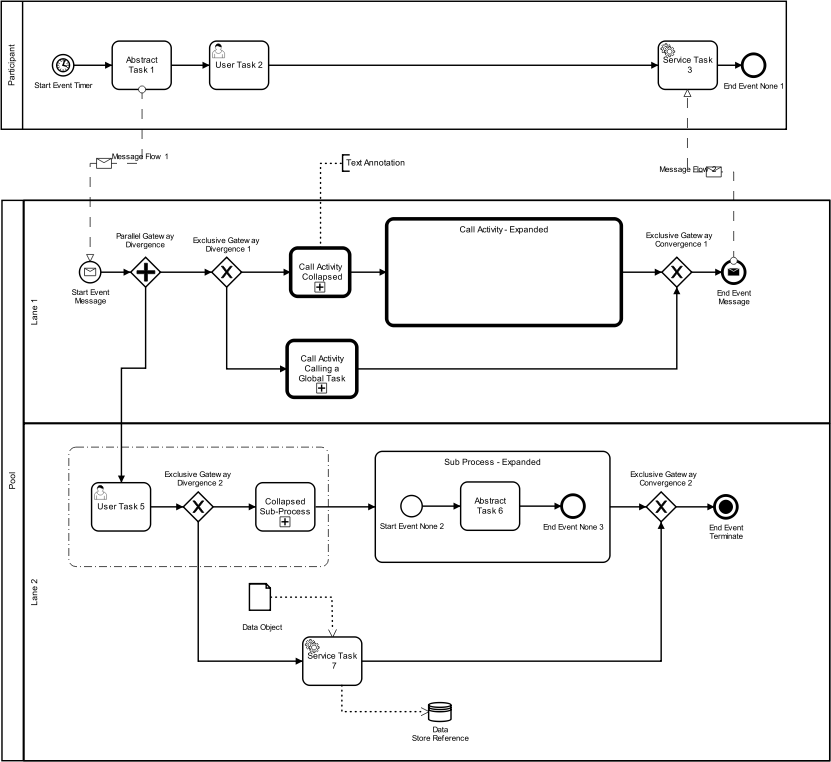 Participant
Start Event Timer
Abstract
Task 1
User Task 2
Service Task
3
End Event None 1
Message Flow 1
Text Annotation
Message Flow 2
Pool
Lane 1
Start Event
Message
Parallel Gateway
Divergence
Exclusive Gateway
Divergence 1
Call Activity
Collapsed
Call Activity - Expanded
Exclusive Gateway
Convergence 1
End Event
Message
Call Activity
Calling a
Global Task
Lane 2
User Task 5
Exclusive Gateway
Divergence 2
Collapsed
Sub-Process
Sub Process - Expanded
Start Event None 2
Abstract
Task 6
End Event None 3
Exclusive Gateway
Convergence 2
End Event
Terminate
Data Object
Service Task
7
Data
Store Reference